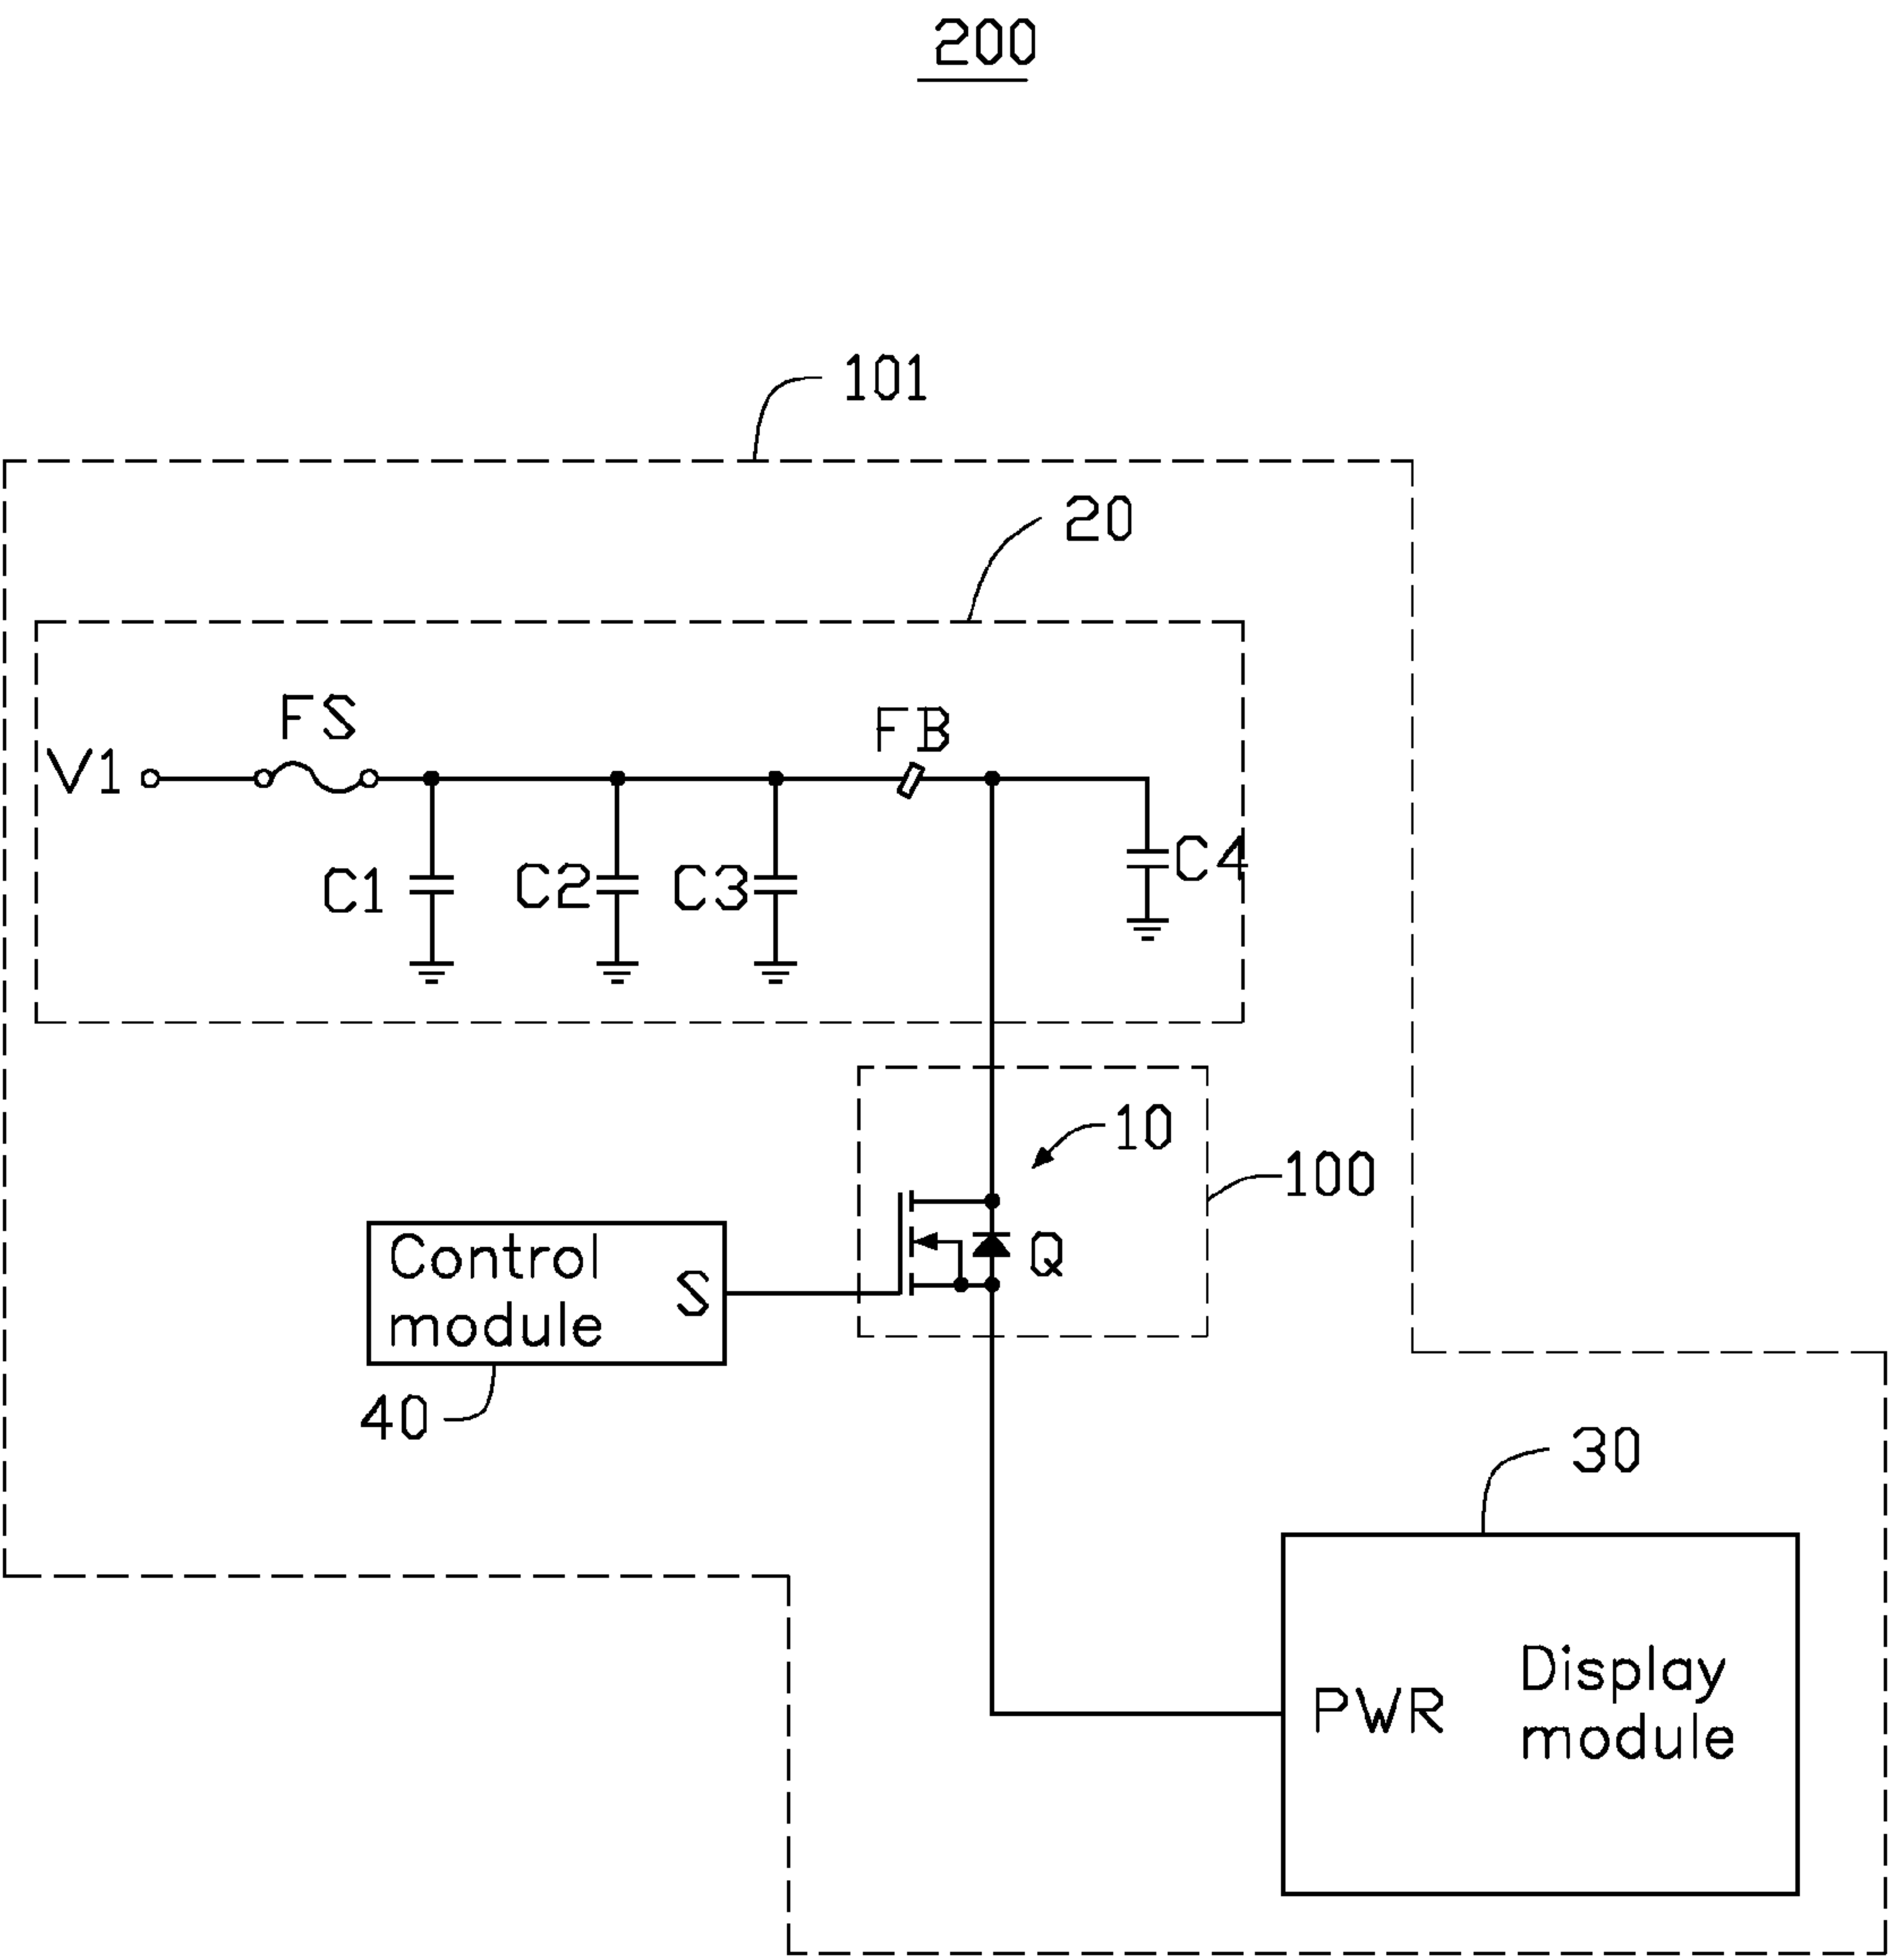 200
101
20
FS
FB
V1
C1
C2
C3
C4
10
100
Q
Control
module
S
40
30
Display
module
PWR